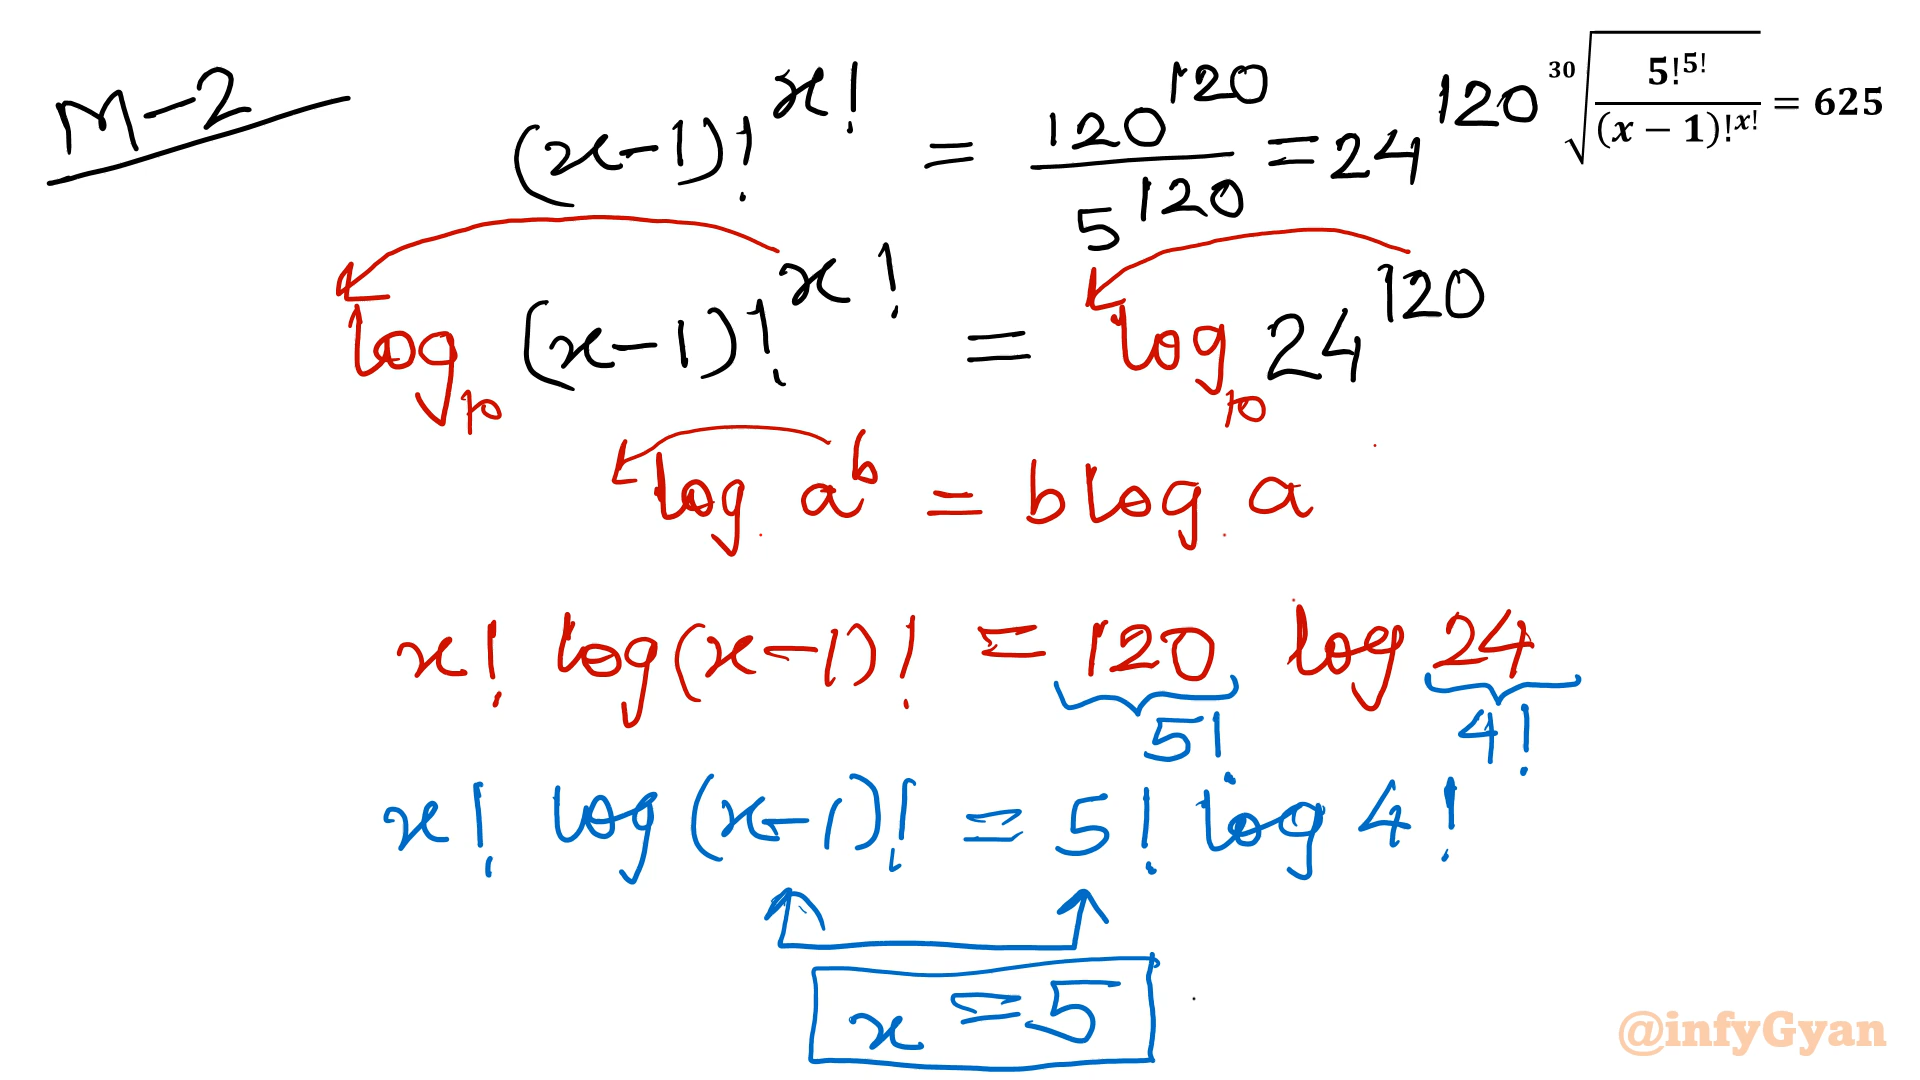 M-2
(x-1)!^x! = 120^120 / 5^120 = 24^120
30√(5!^5! / (x − 1)!^x!) = 625
log₁₀ (x-1)!^x! = log₁₀ 24^120
log a^b = b log a
x! log(x-1)! = 120 log 24
5! 4!
x! log(x-1)! = 5! log 4!
x = 5
@infyGyan